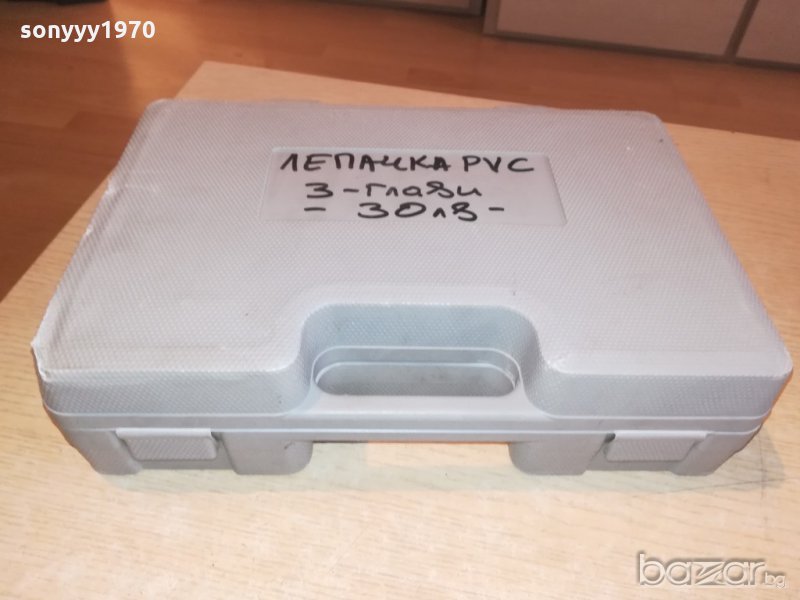 sonyyy1970
ЛЕПАЧКА PVC
3-глави
- 30лв -
bazar.bg